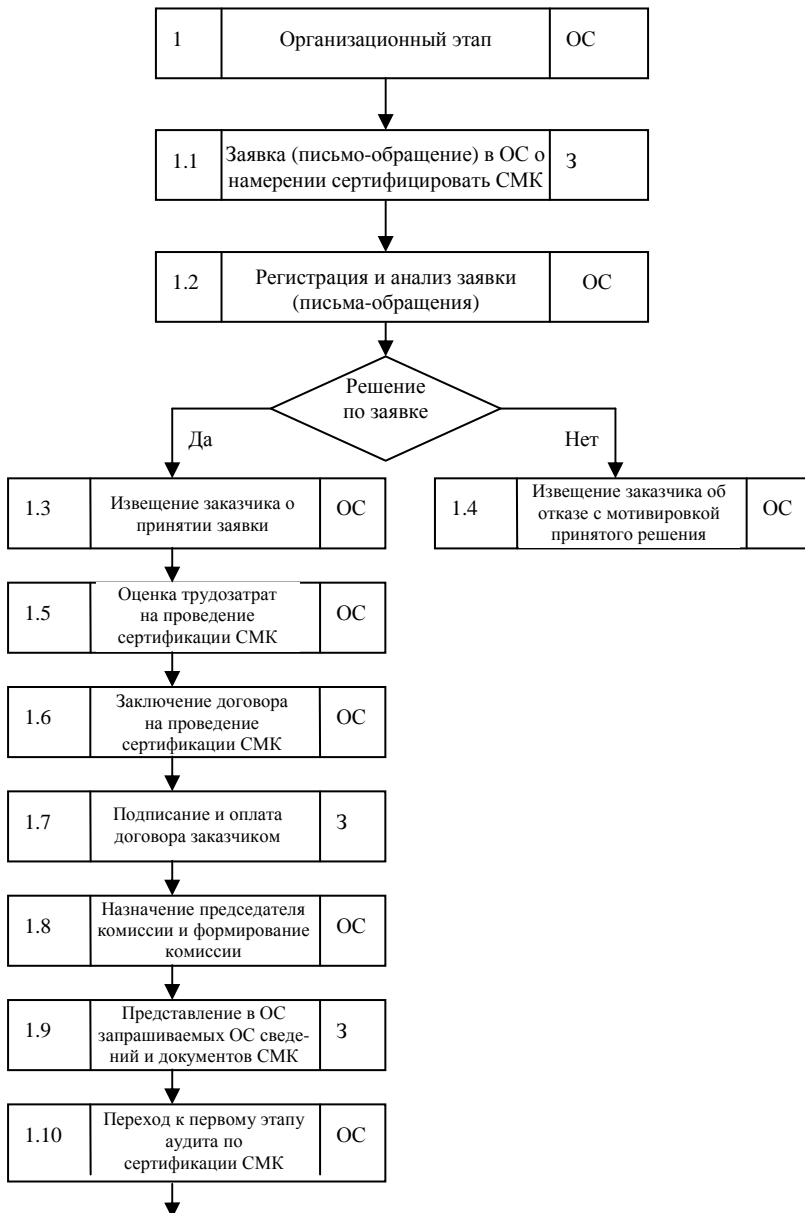 1 Организационный этап ОС
1.1 Заявка (письмо-обращение) в ОС о З
намерении сертифицировать СМК
1.2 Регистрация и анализ заявки ОС
(письма-обращения)
Решение
по заявке
Да Нет
1.3 Извещение заказчика о ОС
принятии заявки
1.4 Извещение заказчика об ОС
отказе с мотивировкой
принятого решения
1.5 Оценка трудозатрат ОС
на проведение
сертификации СМК
1.6 Заключение договора ОС
на проведение
сертификации СМК
1.7 Подписание и оплата З
договора заказчиком
1.8 Назначение председателя ОС
комиссии и формирование
комиссии
1.9 Представление в ОС З
запрашиваемых ОС сведе-
ний и документов СМК
1.10 Переход к первому этапу ОС
аудита по
сертификации СМК